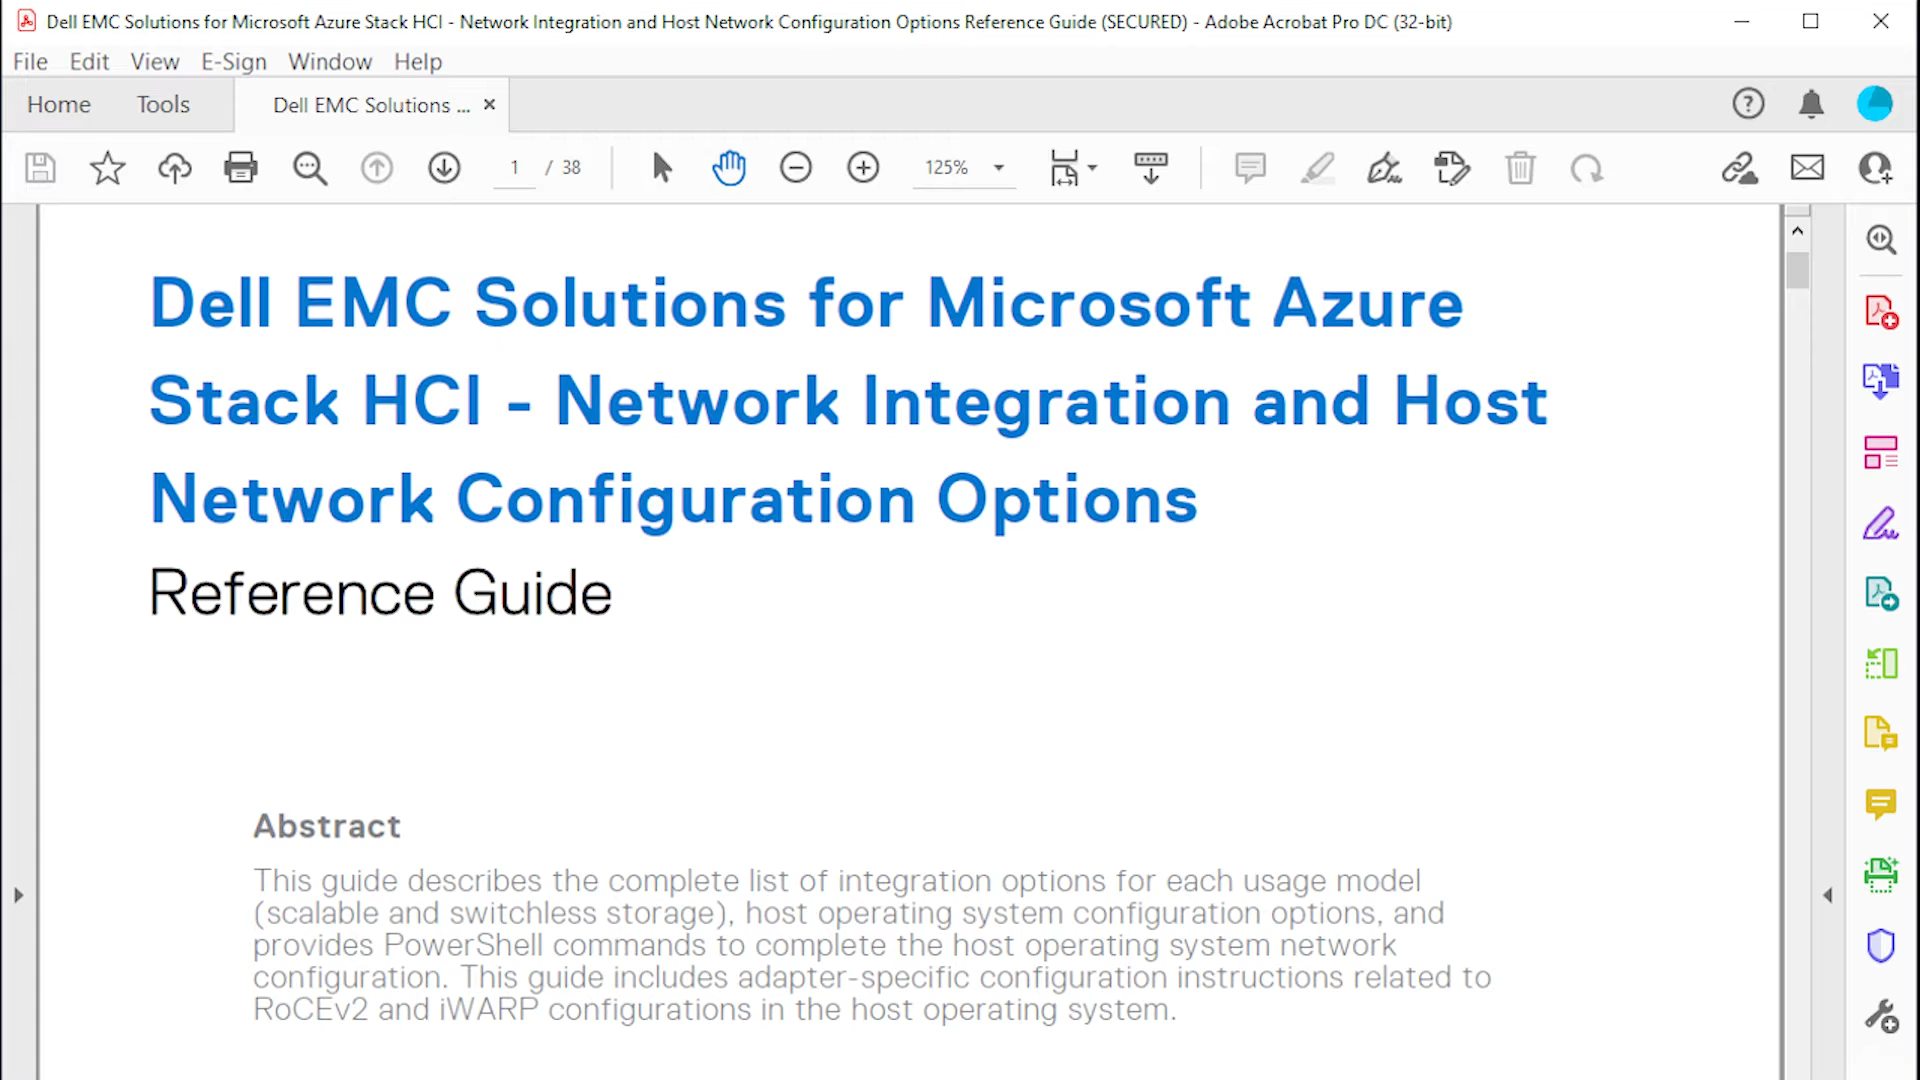 Dell EMC Solutions for Microsoft Azure Stack HCI - Network Integration and Host Network Configuration Options Reference Guide (SECURED) - Adobe Acrobat Pro DC (32-bit)
File Edit View E-Sign Window Help
Home Tools Dell EMC Solutions ...
1 / 38 125%
Dell EMC Solutions for Microsoft Azure
Stack HCI - Network Integration and Host
Network Configuration Options
Reference Guide
Abstract
This guide describes the complete list of integration options for each usage model
(scalable and switchless storage), host operating system configuration options, and
provides PowerShell commands to complete the host operating system network
configuration. This guide includes adapter-specific configuration instructions related to
RoCEv2 and iWARP configurations in the host operating system.